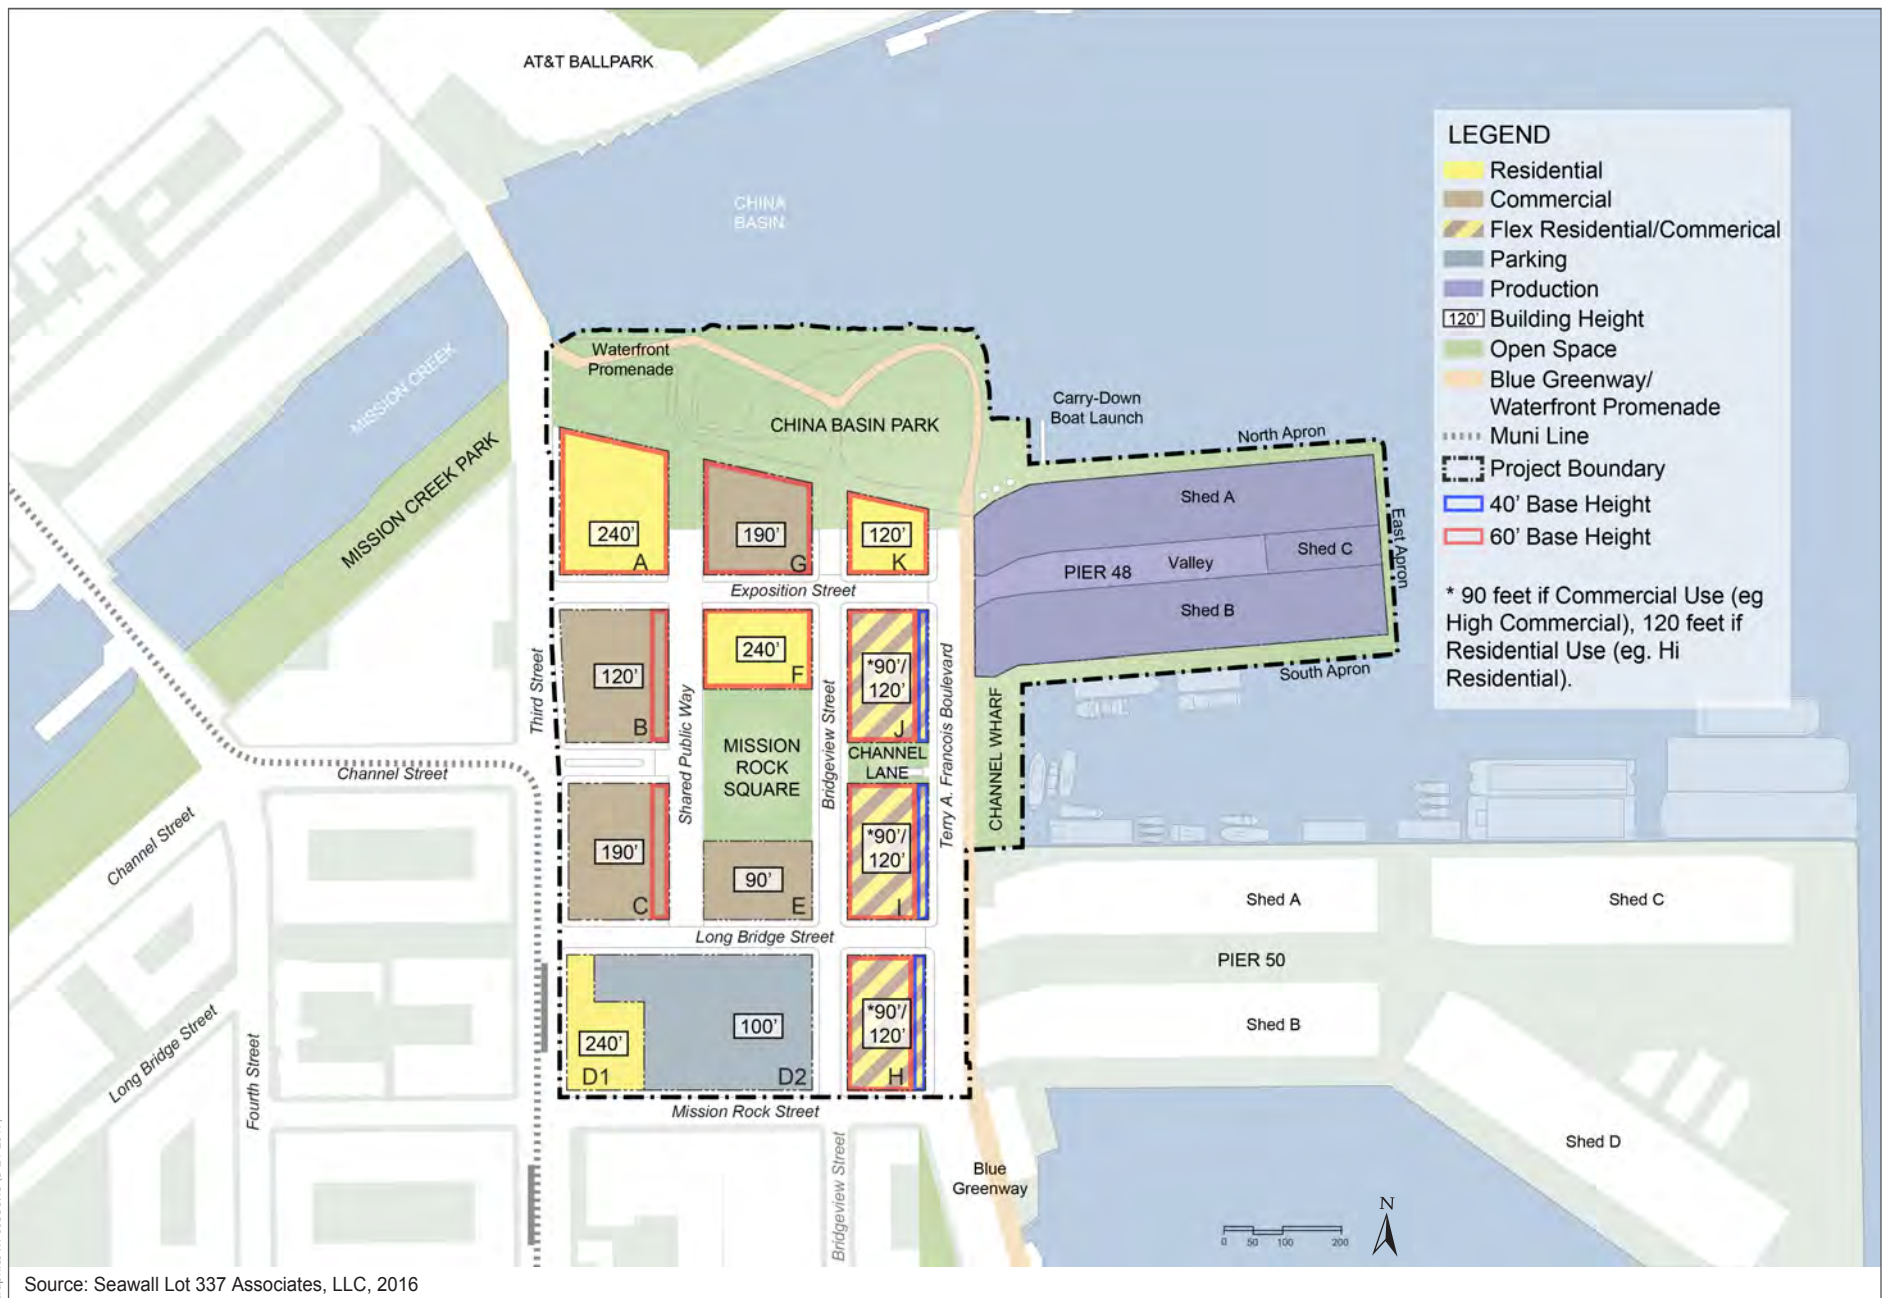 AT&T BALLPARK
CHINA
BASIN
LEGEND
Residential
Commercial
Flex Residential/Commerical
Parking
Production
120' Building Height
Open Space
Blue Greenway/
Waterfront Promenade
Muni Line
Project Boundary
40' Base Height
60' Base Height
* 90 feet if Commercial Use (eg
High Commercial), 120 feet if
Residential Use (eg. Hi
Residential).
MISSION CREEK
MISSION CREEK PARK
Waterfront
Promenade
CHINA BASIN PARK
Carry-Down
Boat Launch
North Apron
East Apron
South Apron
Shed A
Shed C
PIER 48
Valley
Shed B
240'
A
190'
G
120'
K
Exposition Street
120'
B
240'
F
*90'/
120'
J
Third Street
Shared Public Way
Bridgeview Street
Terry A. Francois Boulevard
CHANNEL WHARF
MISSION
ROCK
SQUARE
CHANNEL
LANE
Channel Street
Channel Street
190'
C
90'
E
*90'/
120'
I
Long Bridge Street
240'
D1
100'
D2
*90'/
120'
H
Mission Rock Street
Long Bridge Street
Fourth Street
Bridgeview Street
Blue
Greenway
Shed A
Shed C
PIER 50
Shed B
Shed D
N
0 50 100 200
Source: Seawall Lot 337 Associates, LLC, 2016